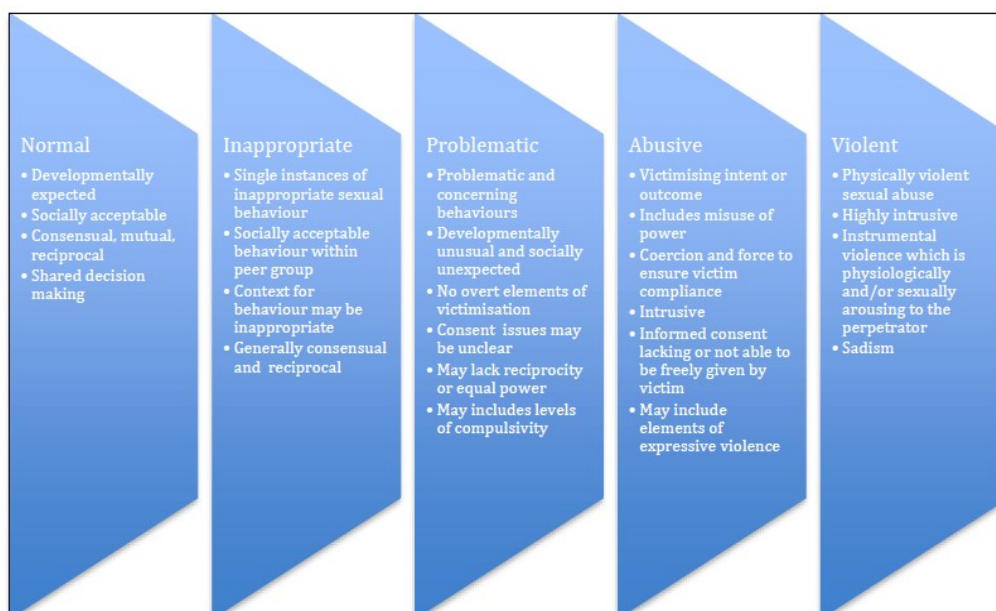 Normal
• Developmentally
expected
• Socially acceptable
• Consensual, mutual,
reciprocal
• Shared decision
making
Inappropriate
• Single instances of
inappropriate sexual
behaviour
• Socially acceptable
behaviour within
peer group
• Context for
behaviour may be
inappropriate
• Generally consensual
and reciprocal
Problematic
• Problematic and
concerning
behaviours
• Developmentally
unusual and socially
unexpected
• No overt elements of
victimisation
• Consent issues may
be unclear
• May lack reciprocity
or equal power
• May includes levels
of compulsivity
Abusive
• Victimising intent or
outcome
• Includes misuse of
power
• Coercion and force to
ensure victim
compliance
• Intrusive
• Informed consent
lacking or not able to
be freely given by
victim
• May include
elements of
expressive violence
Violent
• Physically violent
sexual abuse
• Highly intrusive
• Instrumental
violence which is
physiologically
and/or sexually
arousing to the
perpetrator
• Sadism